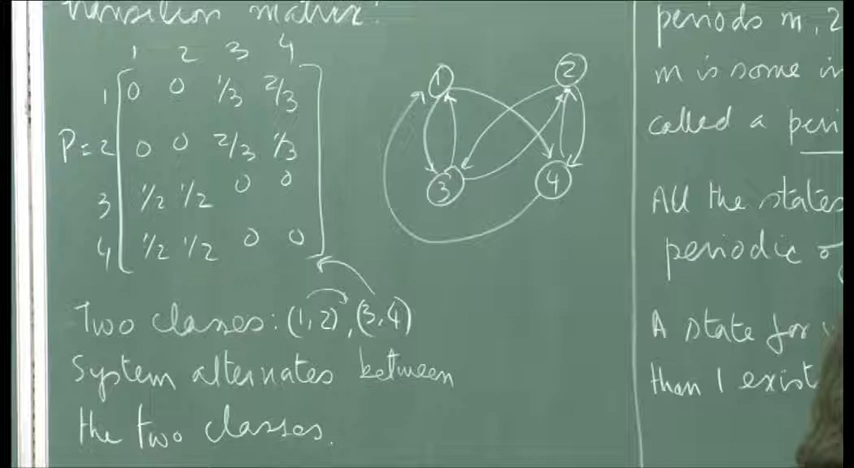 transition matrix:
1 2 3 4
1 0 0 1/3 2/3
P = 2 0 0 2/3 1/3
3 1/2 1/2 0 0
4 1/2 1/2 0 0
1 2
3 4
Two classes: (1,2), (3,4)
System alternates between
the two classes.
periods m, 2
m is some in
called a peri
All the states
periodic
A state for
than 1 exist